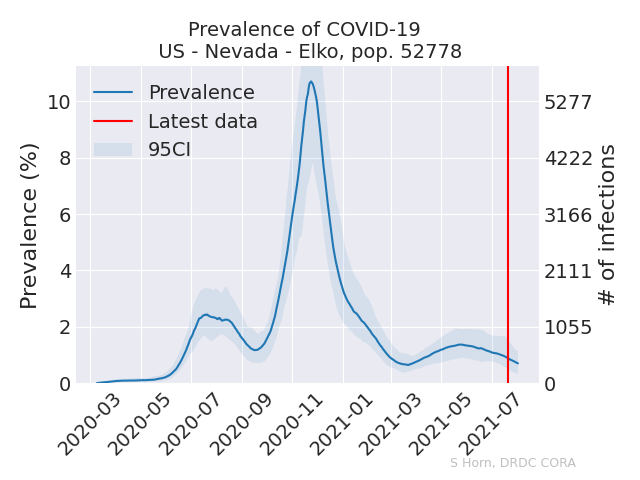 Prevalence of COVID-19
US - Nevada - Elko, pop. 52778
Prevalence
Latest data
95CI
Prevalence (%)
10
8
6
4
2
0
5277
4222
3166
2111
1055
0
# of infections
2020-03
2020-05
2020-07
2020-09
2020-11
2021-01
2021-03
2021-05
2021-07
S Horn, DRDC CORA